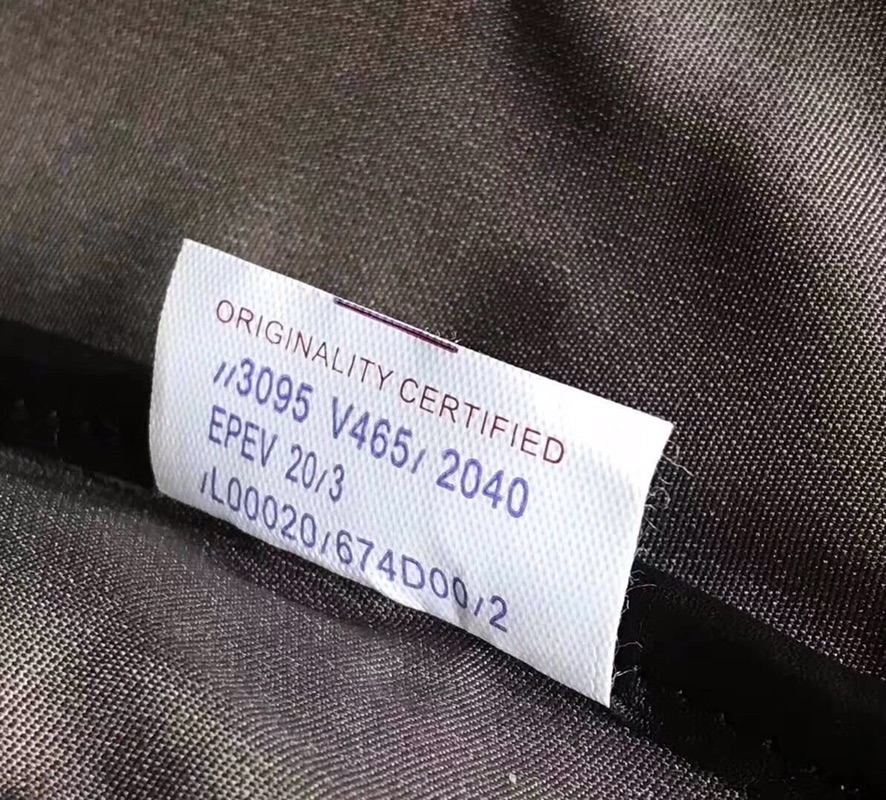 ORIGINALITY CERTIFIED
//3095 V465/ 2040
EPEV 20/3
/L00020/674D00/2